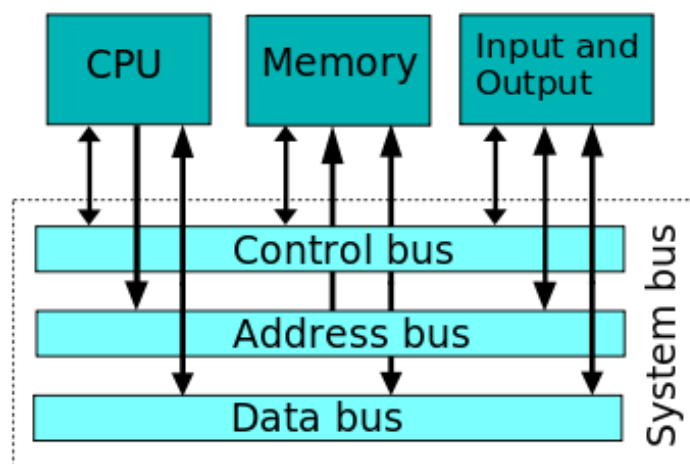 CPU
Memory
Input and
Output
Control bus
Address bus
Data bus
System bus